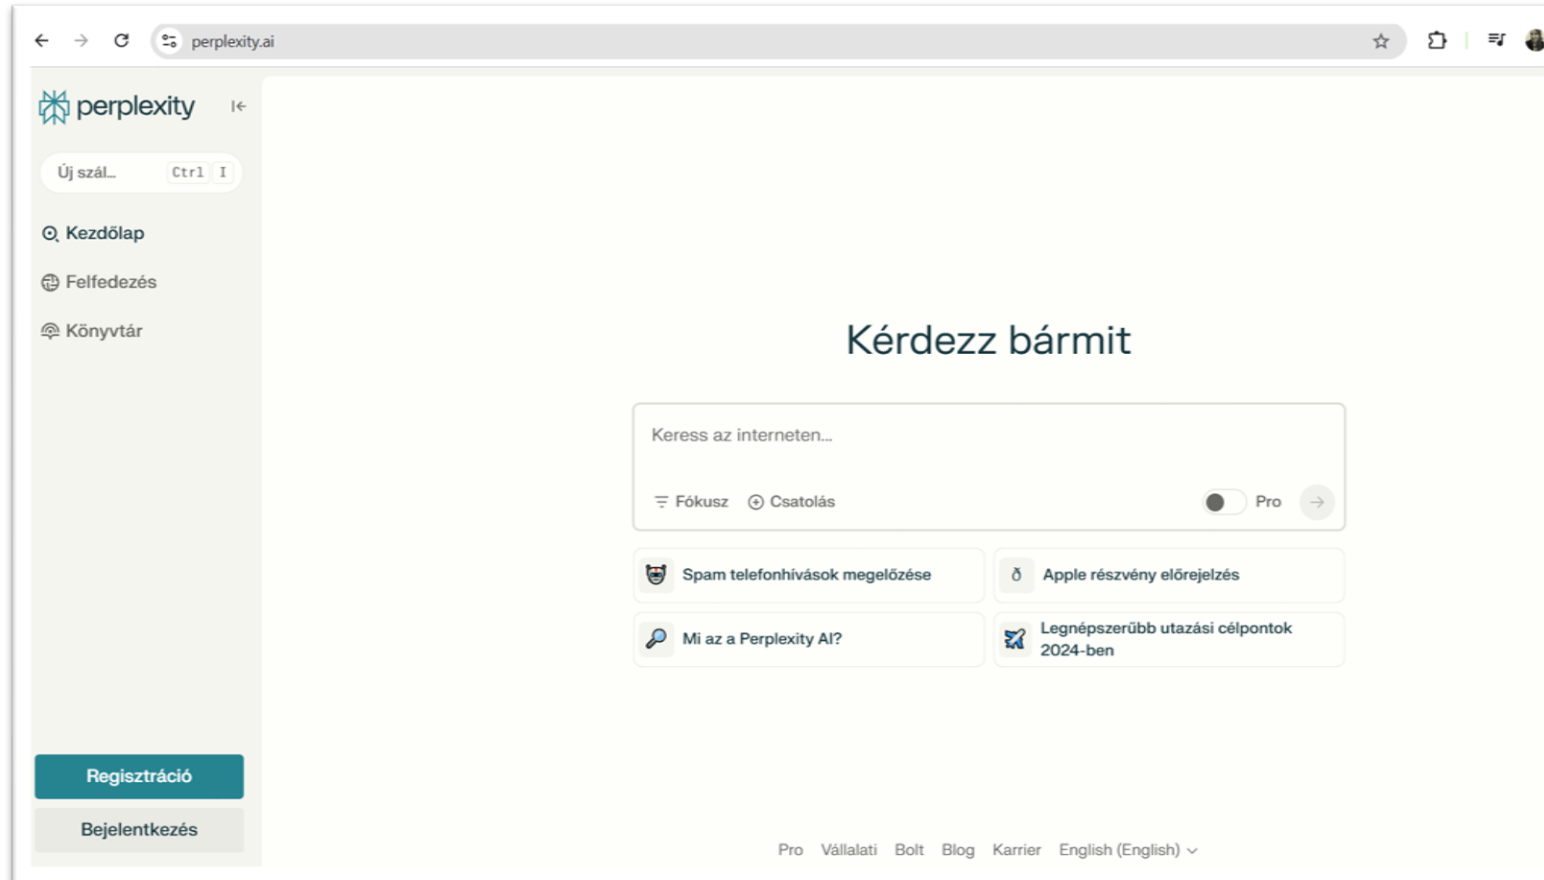 perplexity.ai
perplexity
Új szál... Ctrl I
Kezdőlap
Felfedezés
Könyvtár
Kérdezz bármit
Keress az interneten...
Fókusz Csatolás Pro
Spam telefonhívások megelőzése
ð Apple részvény előrejelzés
Mi az a Perplexity AI?
Legnépszerűbb utazási célpontok
2024-ben
Regisztráció
Bejelentkezés
Pro Vállalati Bolt Blog Karrier English (English)